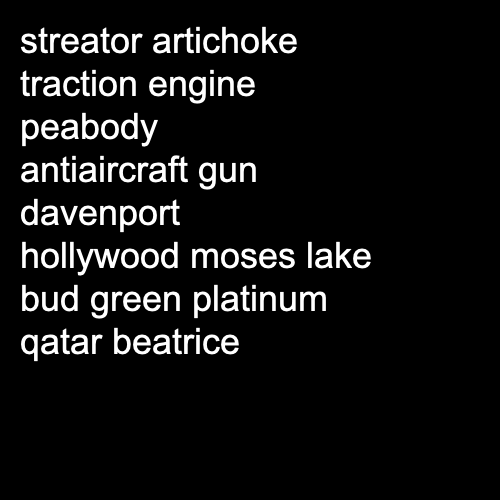 streator artichoke
traction engine
peabody
antiaircraft gun
davenport
hollywood moses lake
bud green platinum
qatar beatrice